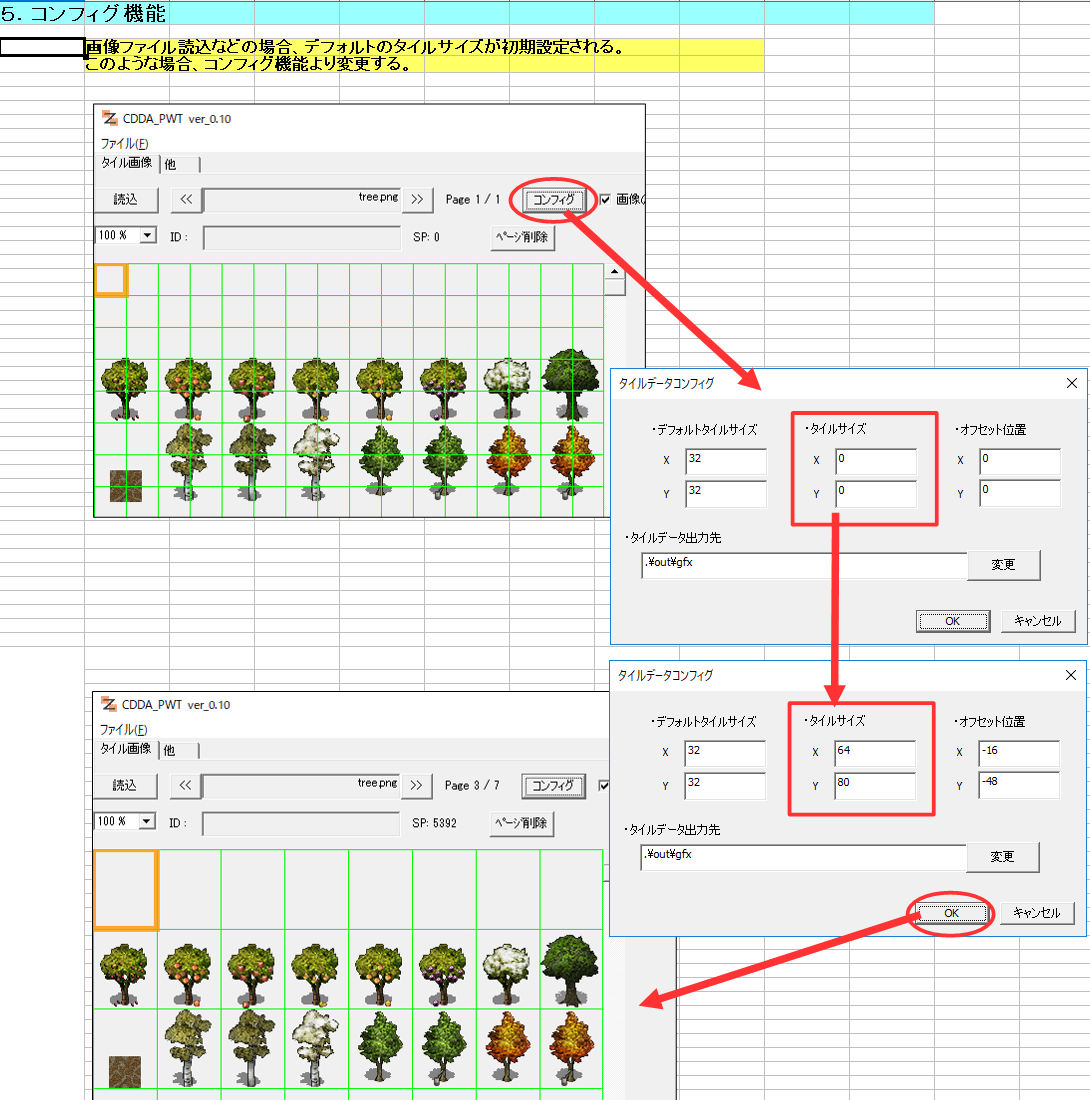 5. コンフィグ機能
画像ファイル読込などの場合、デフォルトのタイルサイズが初期設定される。
このような場合、コンフィグ機能より変更する。
CDDA_PWT ver_0.10
ファイル(F)
タイル画像 他
読込 << tree.png >> Page 1 / 1 コンフィグ 画像の
100 % ID : SP: 0 ページ削除
タイルデータコンフィグ
・デフォルトタイルサイズ ・タイルサイズ ・オフセット位置
X 32 X 0 X 0
Y 32 Y 0 Y 0
・タイルデータ出力先
.¥out¥gfx 変更
OK キャンセル
CDDA_PWT ver_0.10
ファイル(F)
タイル画像 他
読込 << tree.png >> Page 3 / 7 コンフィグ
100 % ID : SP: 5392 ページ削除
タイルデータコンフィグ
・デフォルトタイルサイズ ・タイルサイズ ・オフセット位置
X 32 X 64 X -16
Y 32 Y 80 Y -48
・タイルデータ出力先
.¥out¥gfx 変更
OK キャンセル